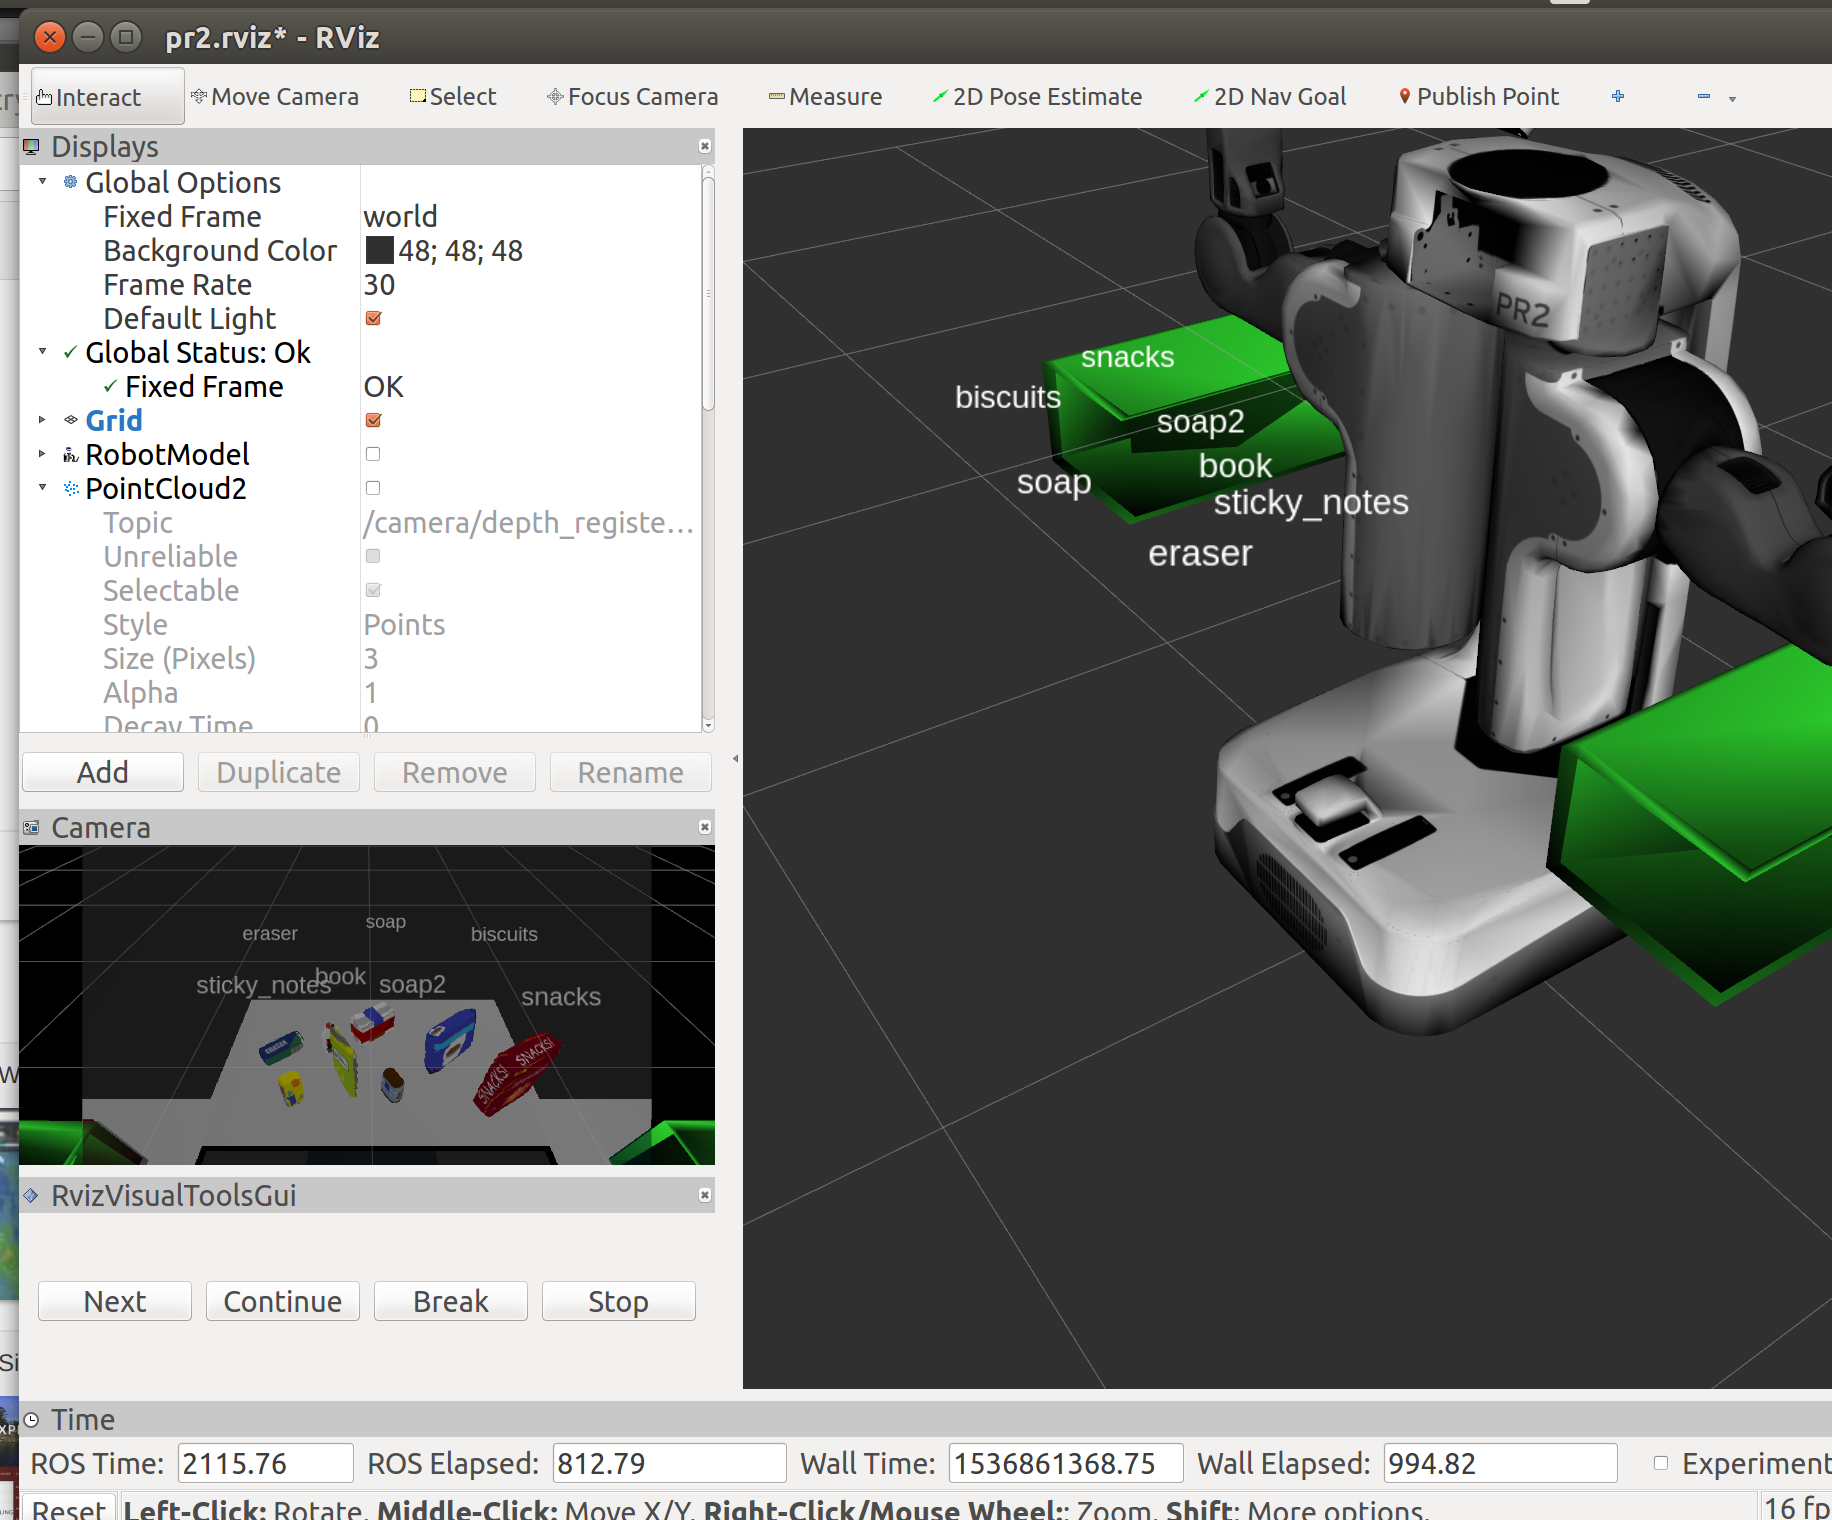 pr2.rviz* - RViz
Interact Move Camera Select Focus Camera Measure 2D Pose Estimate 2D Nav Goal Publish Point
Displays
Global Options
Fixed Frame world
Background Color 48; 48; 48
Frame Rate 30
Default Light
Global Status: Ok
Fixed Frame OK
Grid
RobotModel
PointCloud2
Topic /camera/depth_registe...
Unreliable
Selectable
Style Points
Size (Pixels) 3
Alpha 1
Decay Time 0
Add Duplicate Remove Rename
Camera
eraser soap biscuits
sticky_notes book soap2 snacks
ERASER
SNACKS!
SNACKS!
RvizVisualToolsGui
Next Continue Break Stop
PR2
snacks
biscuits
soap2
book
soap
sticky_notes
eraser
Time
ROS Time: 2115.76 ROS Elapsed: 812.79 Wall Time: 1536861368.75 Wall Elapsed: 994.82 Experiment
Reset Left-Click: Rotate. Middle-Click: Move X/Y. Right-Click/Mouse Wheel:: Zoom. Shift: More options. 16 fp